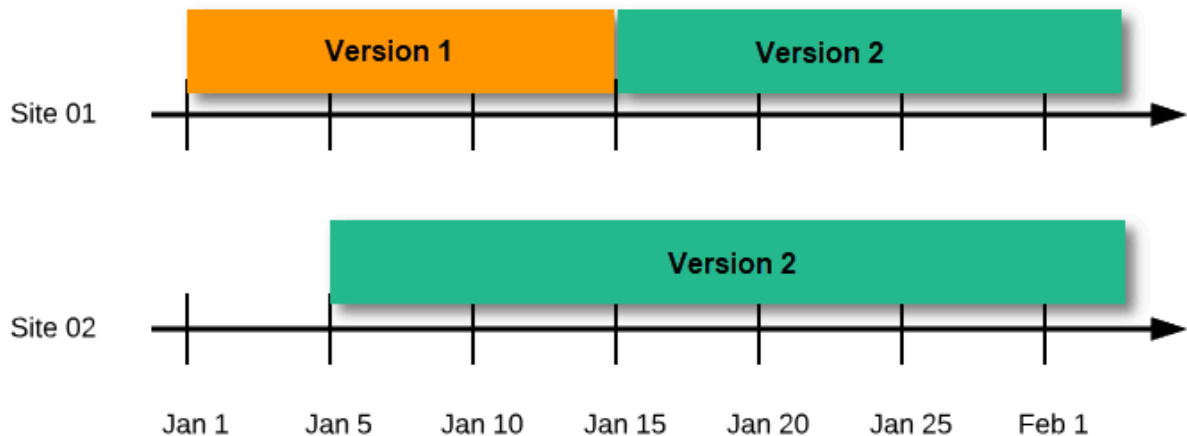 Version 1
Version 2
Site 01
Version 2
Site 02
Jan 1
Jan 5
Jan 10
Jan 15
Jan 20
Jan 25
Feb 1